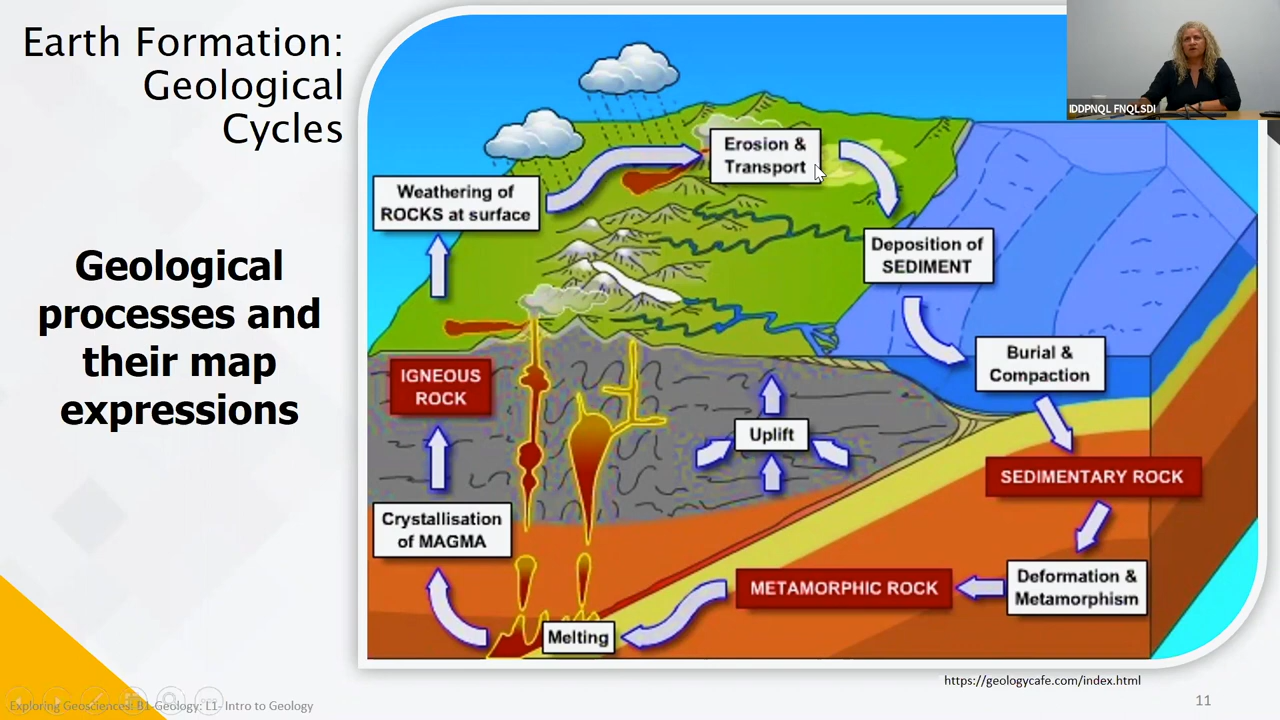 Earth Formation:
Geological
Cycles
Geological
processes and
their map
expressions
IDDPNQL FNQLSDI
Erosion &
Transport
Weathering of
ROCKS at surface
Deposition of
SEDIMENT
Burial &
Compaction
IGNEOUS
ROCK
Uplift
SEDIMENTARY ROCK
Crystallisation
of MAGMA
Deformation &
Metamorphism
METAMORPHIC ROCK
Melting
https://geologycafe.com/index.html
Exploring Geosciences: B1-Geology: L1- Intro to Geology
11